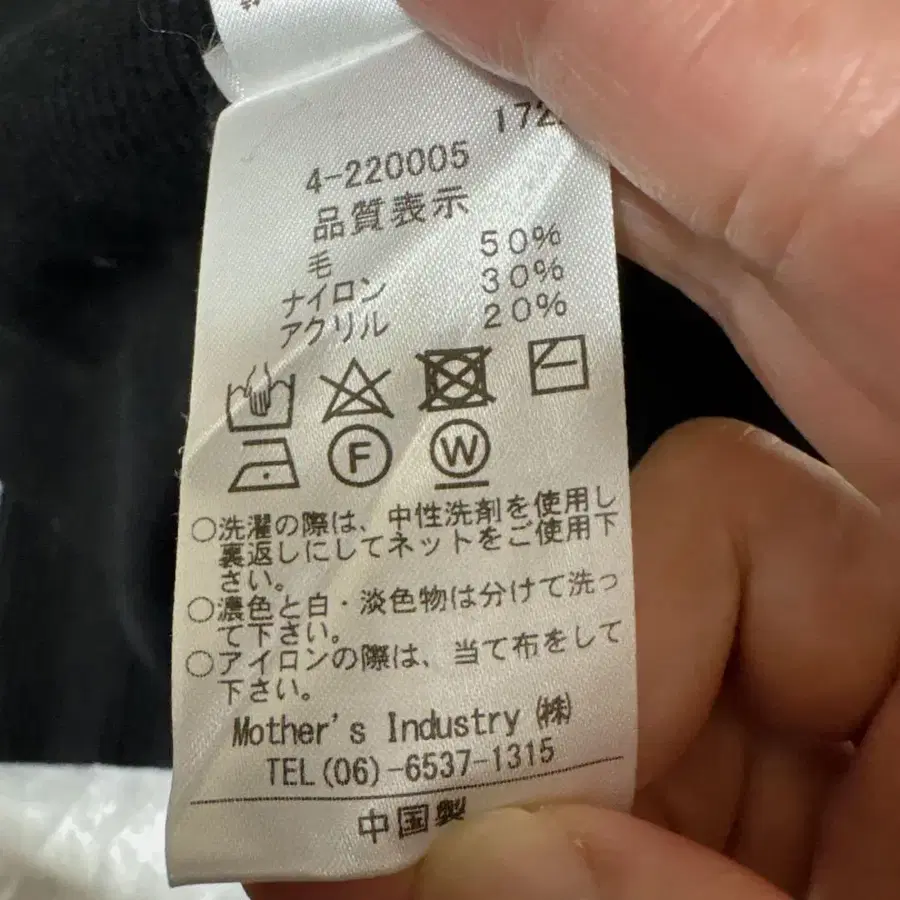 4-220005
品質表示
毛 50%
ナイロン 30%
アクリル 20%
F W
○洗濯の際は、中性洗剤を使用し
裏返しにしてネットをご使用下
さい。
○濃色と白・淡色物は分けて洗っ
て下さい。
○アイロンの際は、当て布をして
下さい。
Mother's Industry ㈱
TEL(06)-6537-1315
中国製